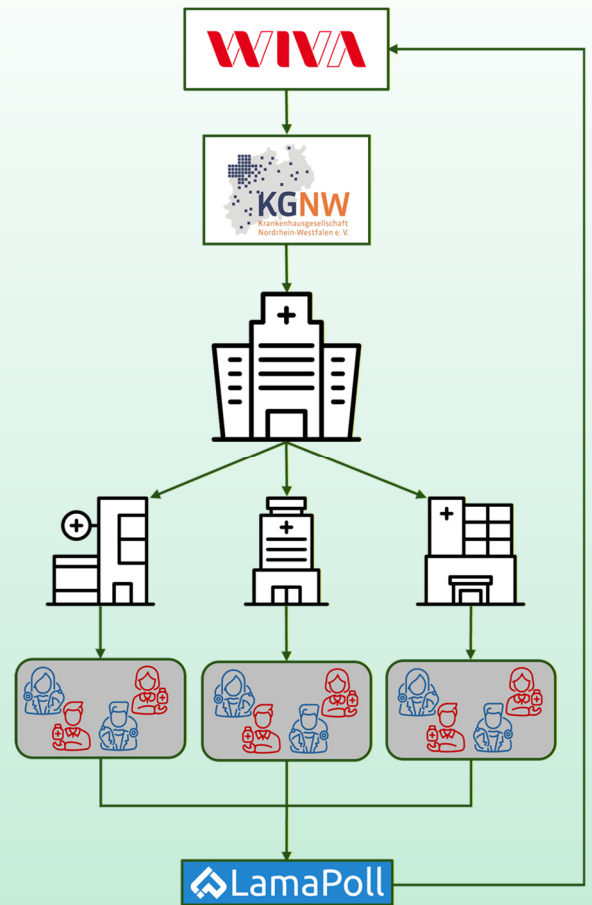 WIVA
KGNW
Krankenhausgesellschaft
Nordrhein-Westfalen e. V.
LamaPoll